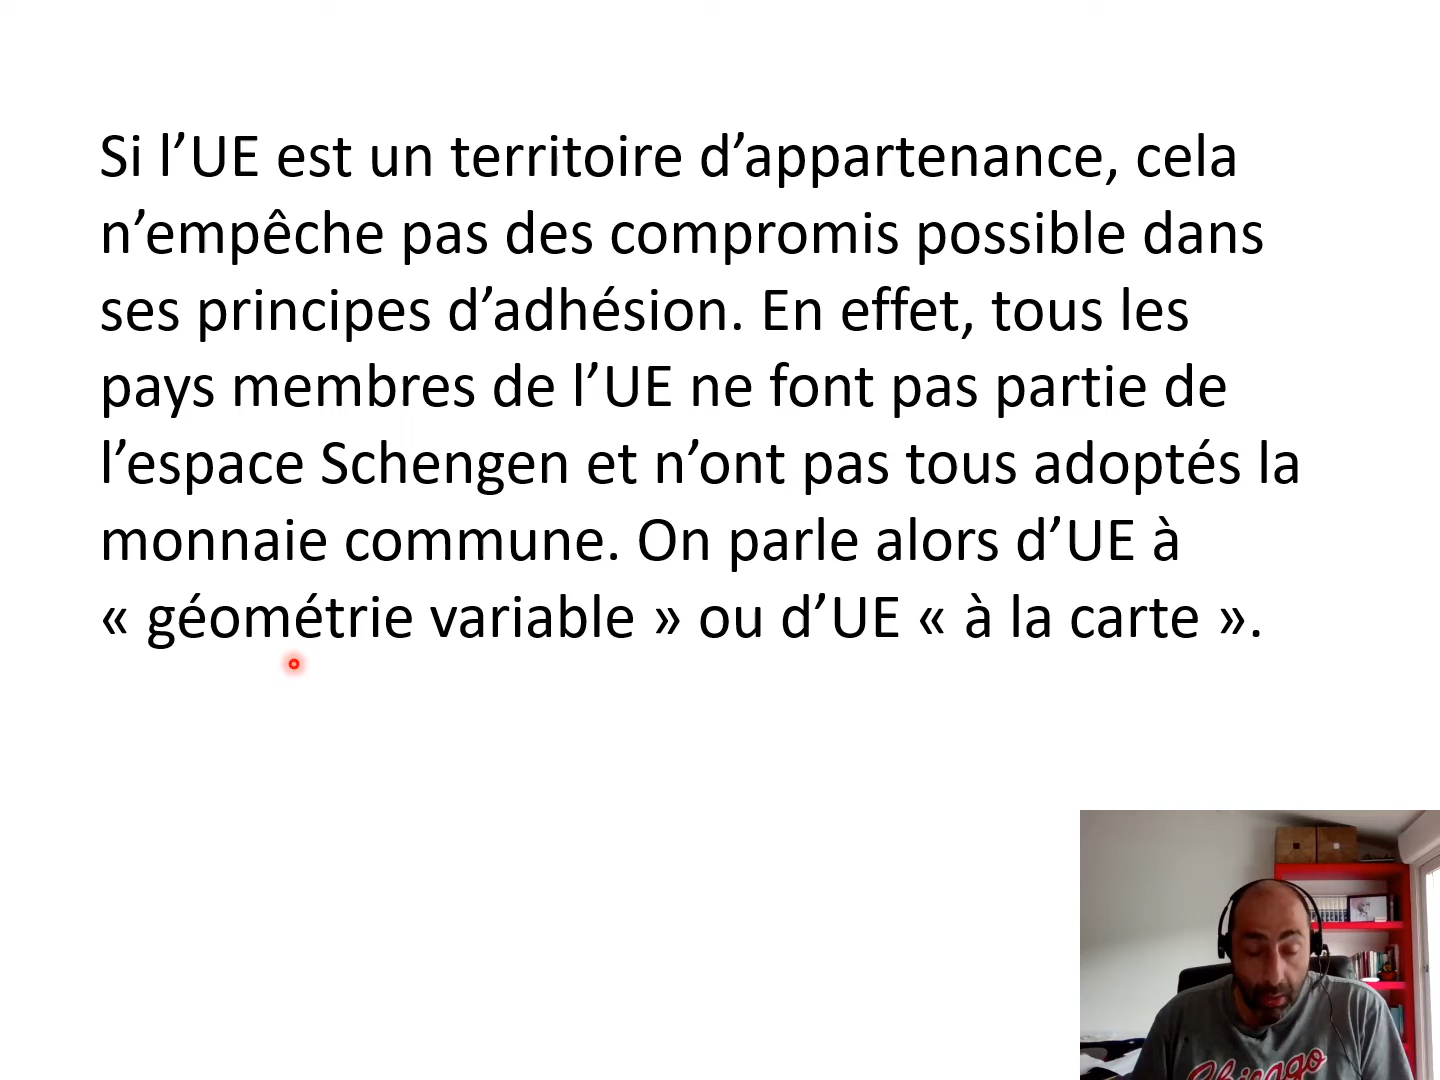 Si l’UE est un territoire d’appartenance, cela
n’empêche pas des compromis possible dans
ses principes d’adhésion. En effet, tous les
pays membres de l’UE ne font pas partie de
l’espace Schengen et n’ont pas tous adoptés la
monnaie commune. On parle alors d’UE à
« géométrie variable » ou d’UE « à la carte ».
Chicago